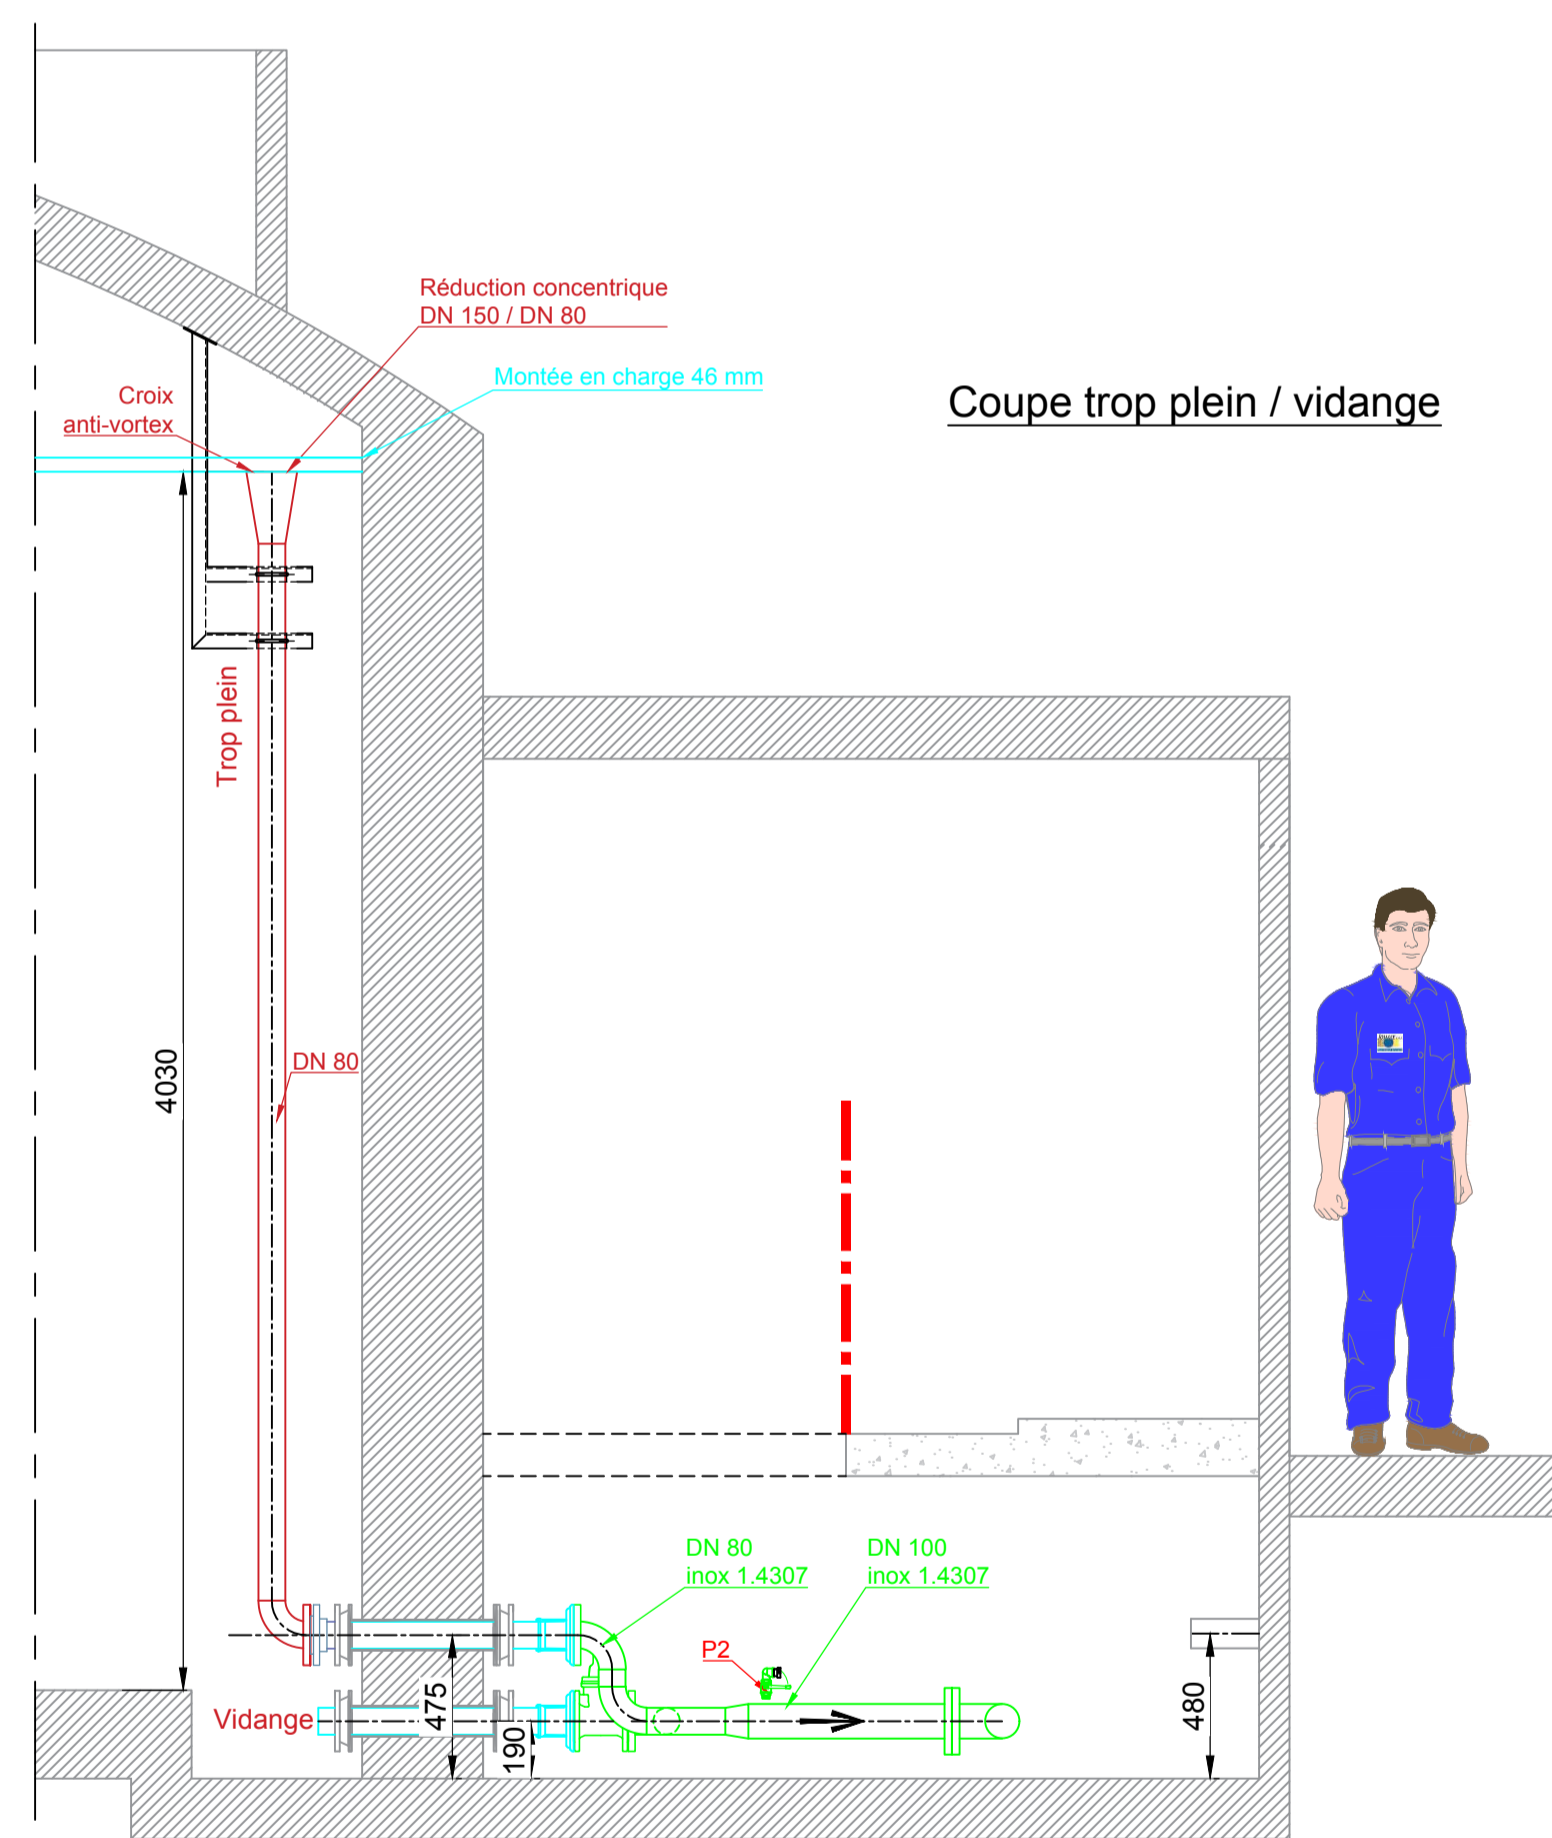 Réduction concentrique
DN 150 / DN 80
Montée en charge 46 mm
Croix
anti-vortex
Coupe trop plein / vidange
Trop plein
4030
DN 80
DN 80
inox 1.4307
DN 100
inox 1.4307
P2
Vidange
475
190
480